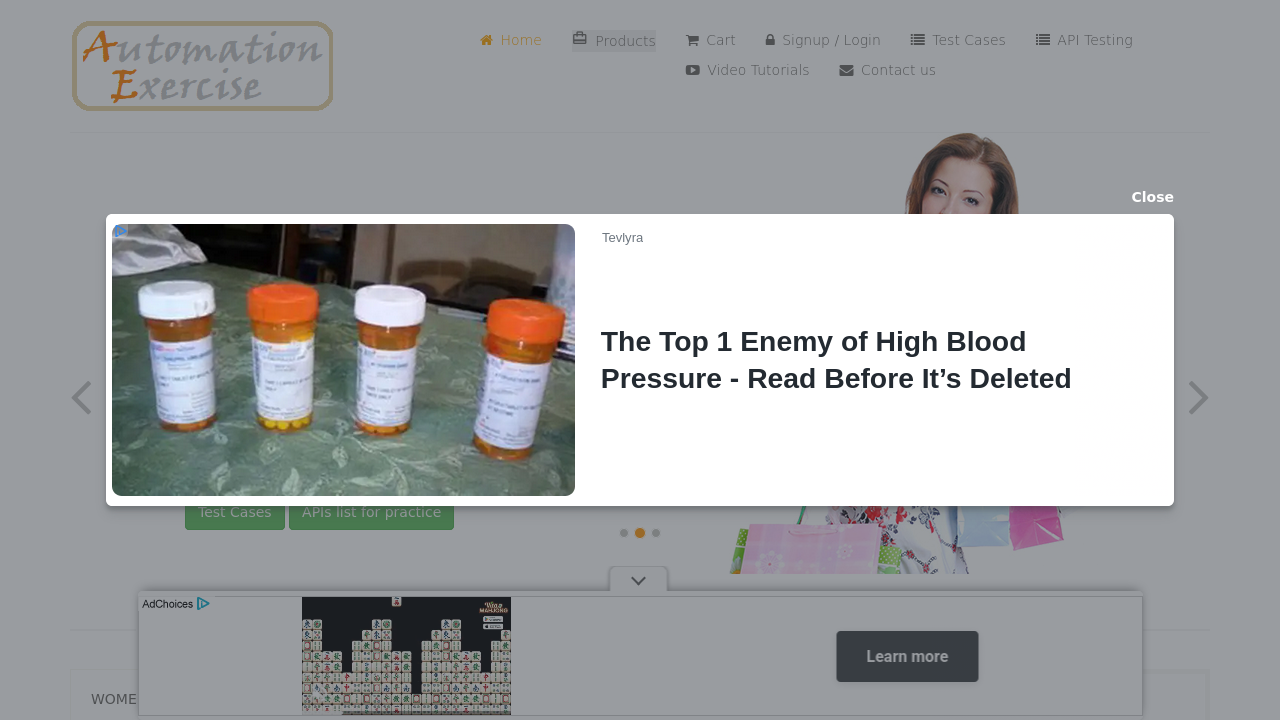 Automation
Exercise
Home
Products
Cart
Signup / Login
Test Cases
API Testing
Video Tutorials
Contact us
Close
Tevlyra
The Top 1 Enemy of High Blood
Pressure - Read Before It’s Deleted
Test Cases
APIs list for practice
AdChoices
MAHJONG
Learn more
WOME